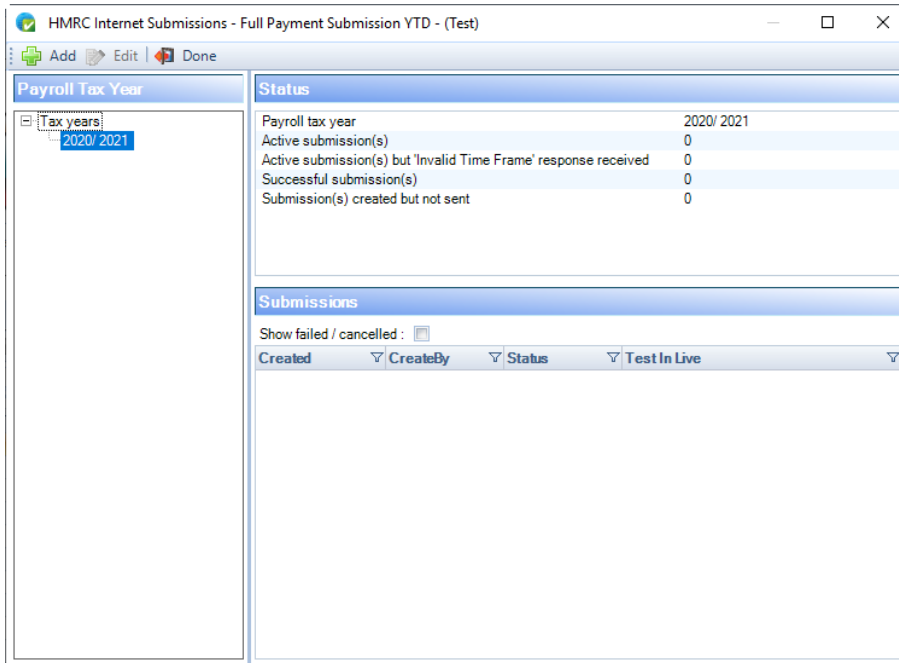 HMRC Internet Submissions - Full Payment Submission YTD - (Test)
Add Edit Done
Payroll Tax Year
Tax years
2020/ 2021
Status
Payroll tax year 2020/ 2021
Active submission(s) 0
Active submission(s) but 'Invalid Time Frame' response received 0
Successful submission(s) 0
Submission(s) created but not sent 0
Submissions
Show failed / cancelled :
Created CreateBy Status Test In Live